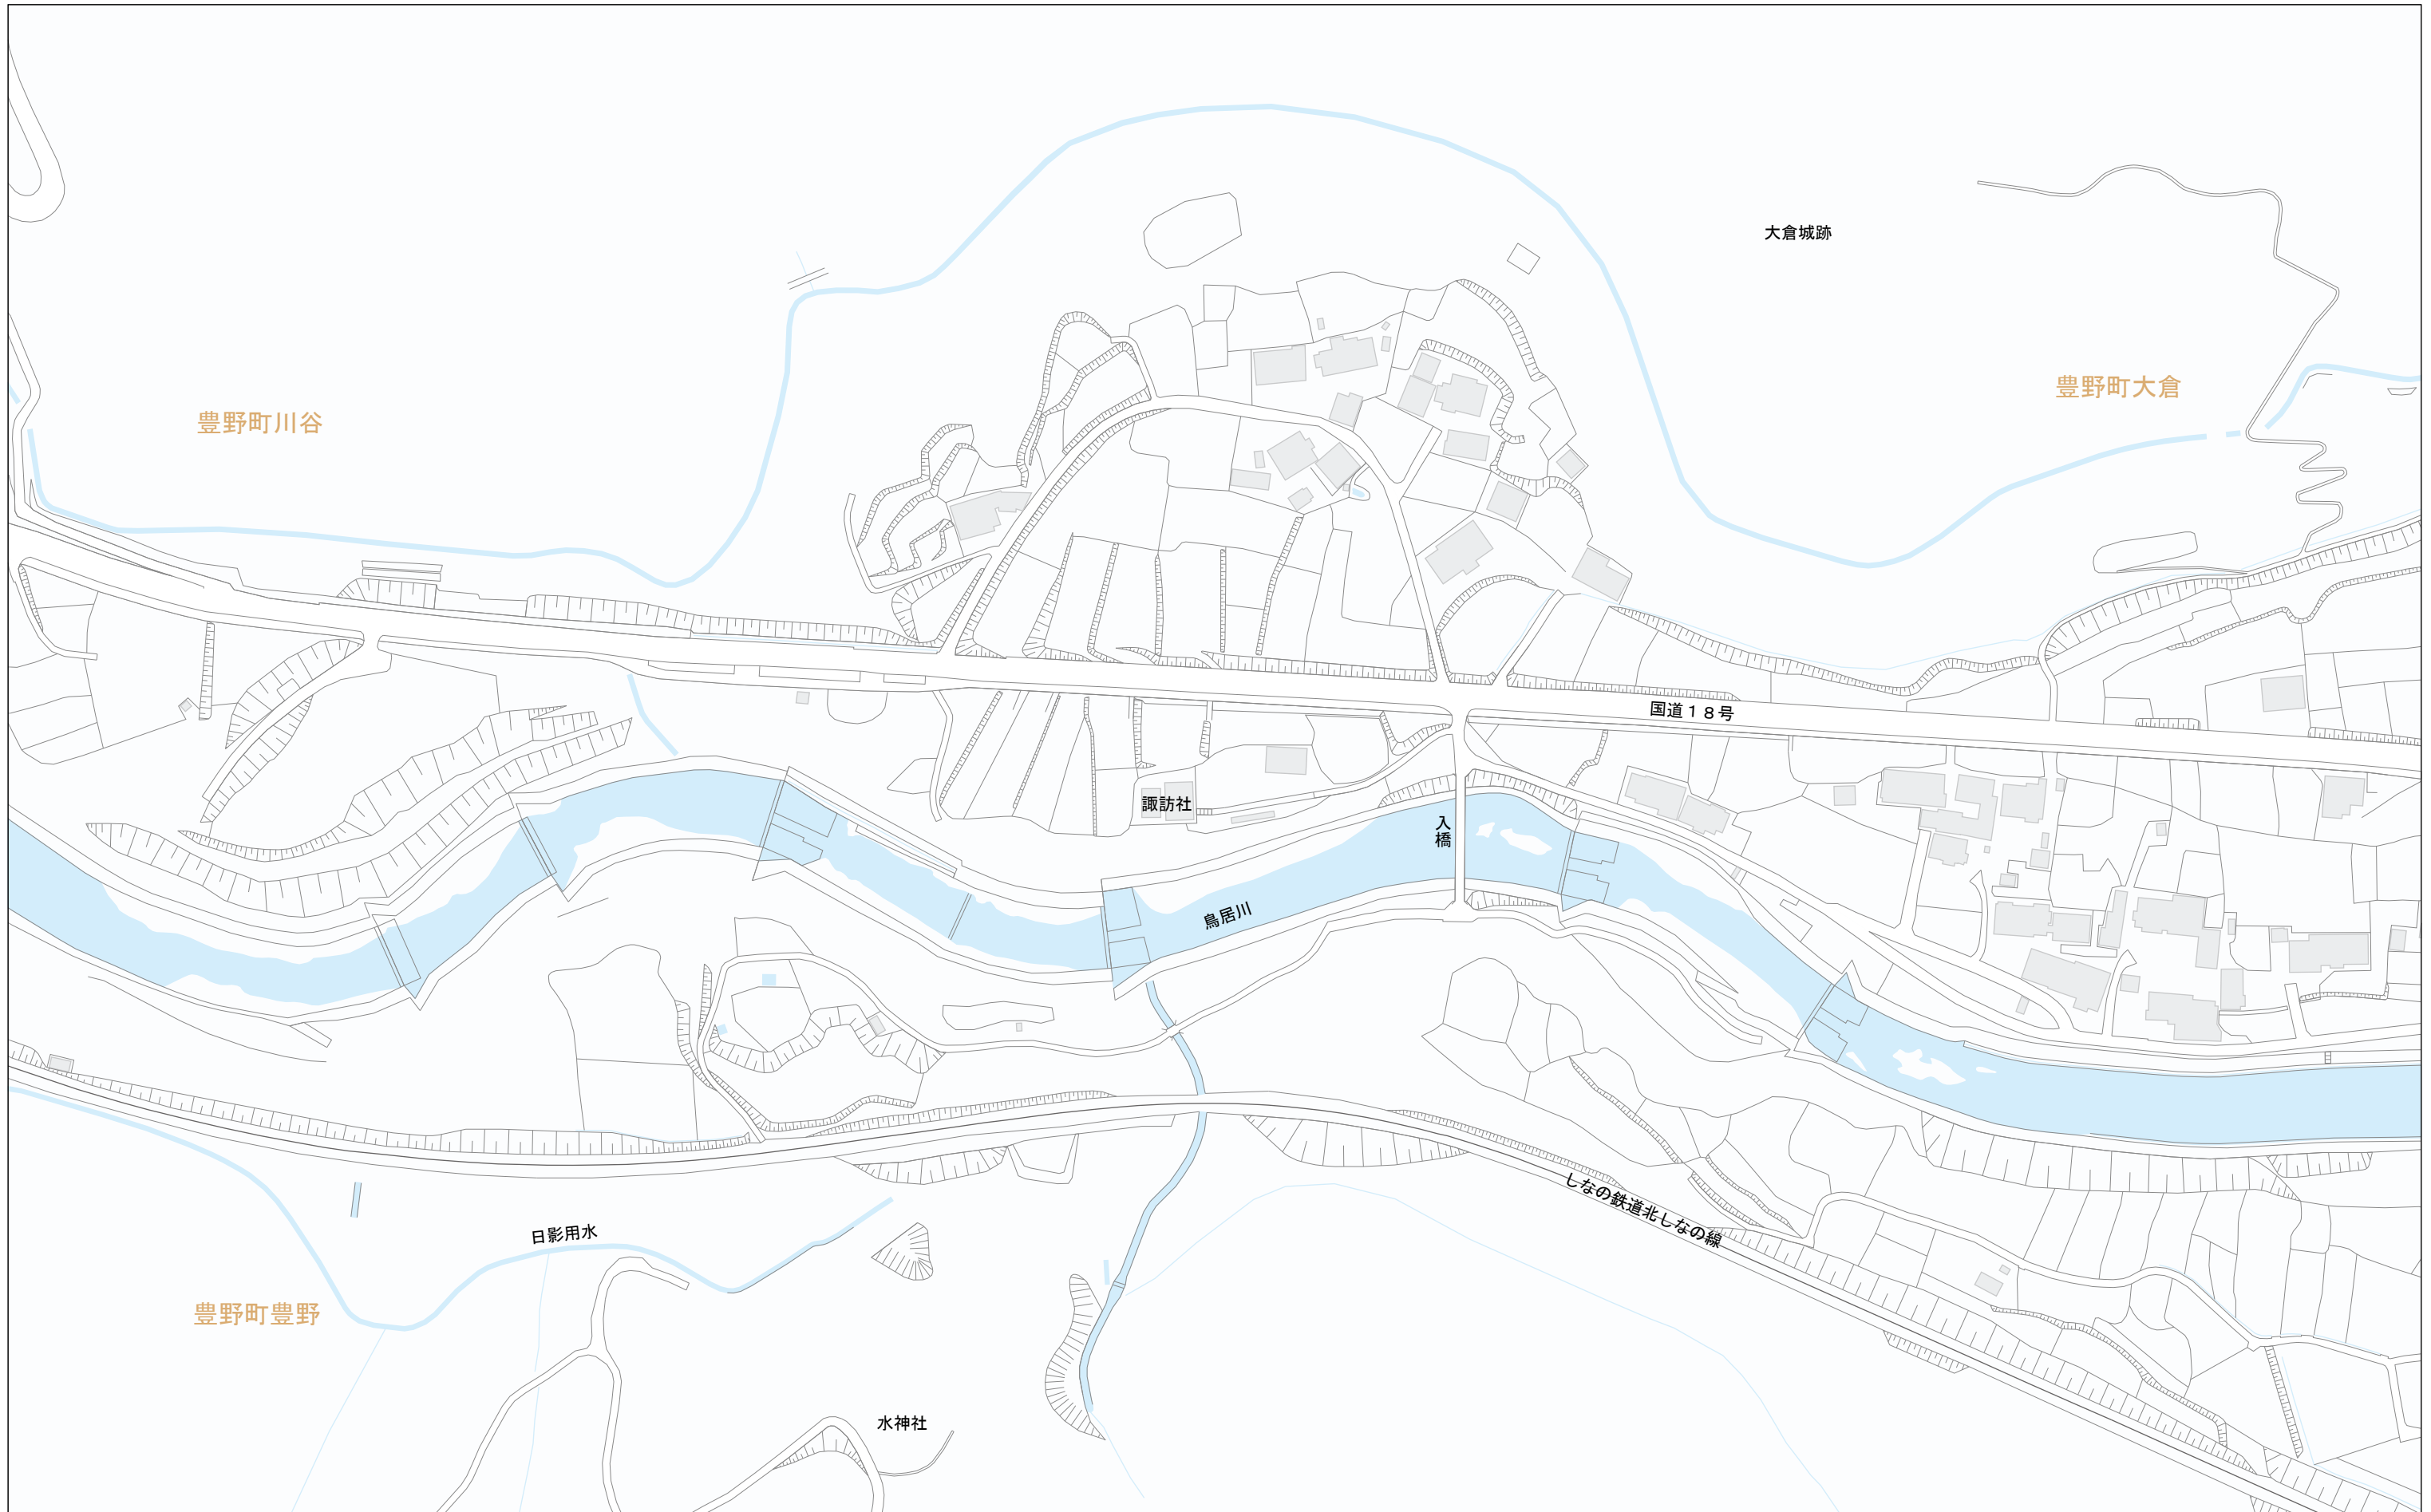 大倉城跡
豊野町大倉
豊野町川谷
国道１８号
諏訪社
入橋
鳥居川
しなの鉄道北しなの線
日影用水
豊野町豊野
水神社